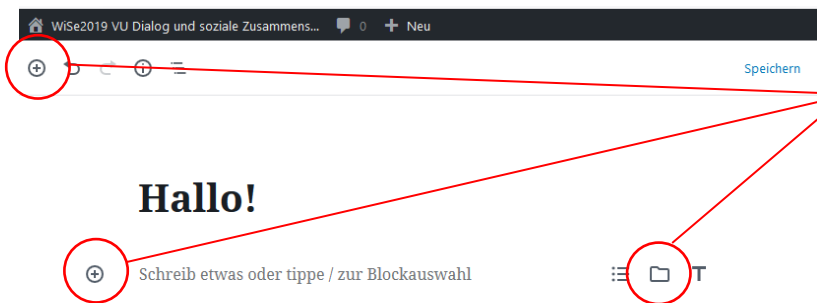 WiSe2019 VU Dialog und soziale Zusammens... 0 Neu
Speichern
Hallo!
Schreib etwas oder tippe / zur Blockauswahl